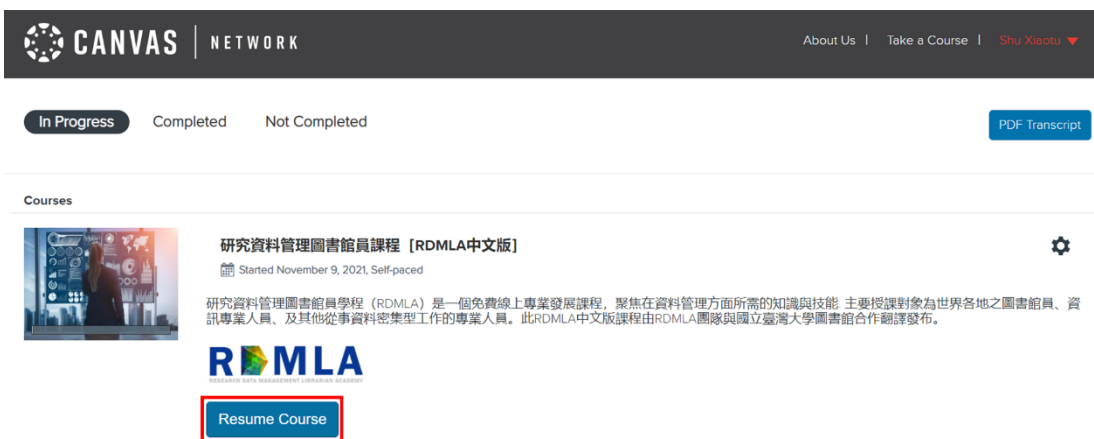 CANVAS NETWORK
About Us | Take a Course | Shu Xiaotu
In Progress Completed Not Completed
PDF Transcript
Courses
研究資料管理圖書館員課程 [RDMLA中文版]
Started November 9, 2021, Self-paced
研究資料管理圖書館員學程（RDMLA）是一個免費線上專業發展課程，聚焦在資料管理方面所需的知識與技能. 主要授課對象為世界各地之圖書館員、資
訊專業人員、及其他從事資料密集型工作的專業人員。此RDMLA中文版課程由RDMLA團隊與國立臺灣大學圖書館合作翻譯發布。
RDMLA
RESEARCH DATA MANAGEMENT LIBRARIAN ACADEMY
Resume Course